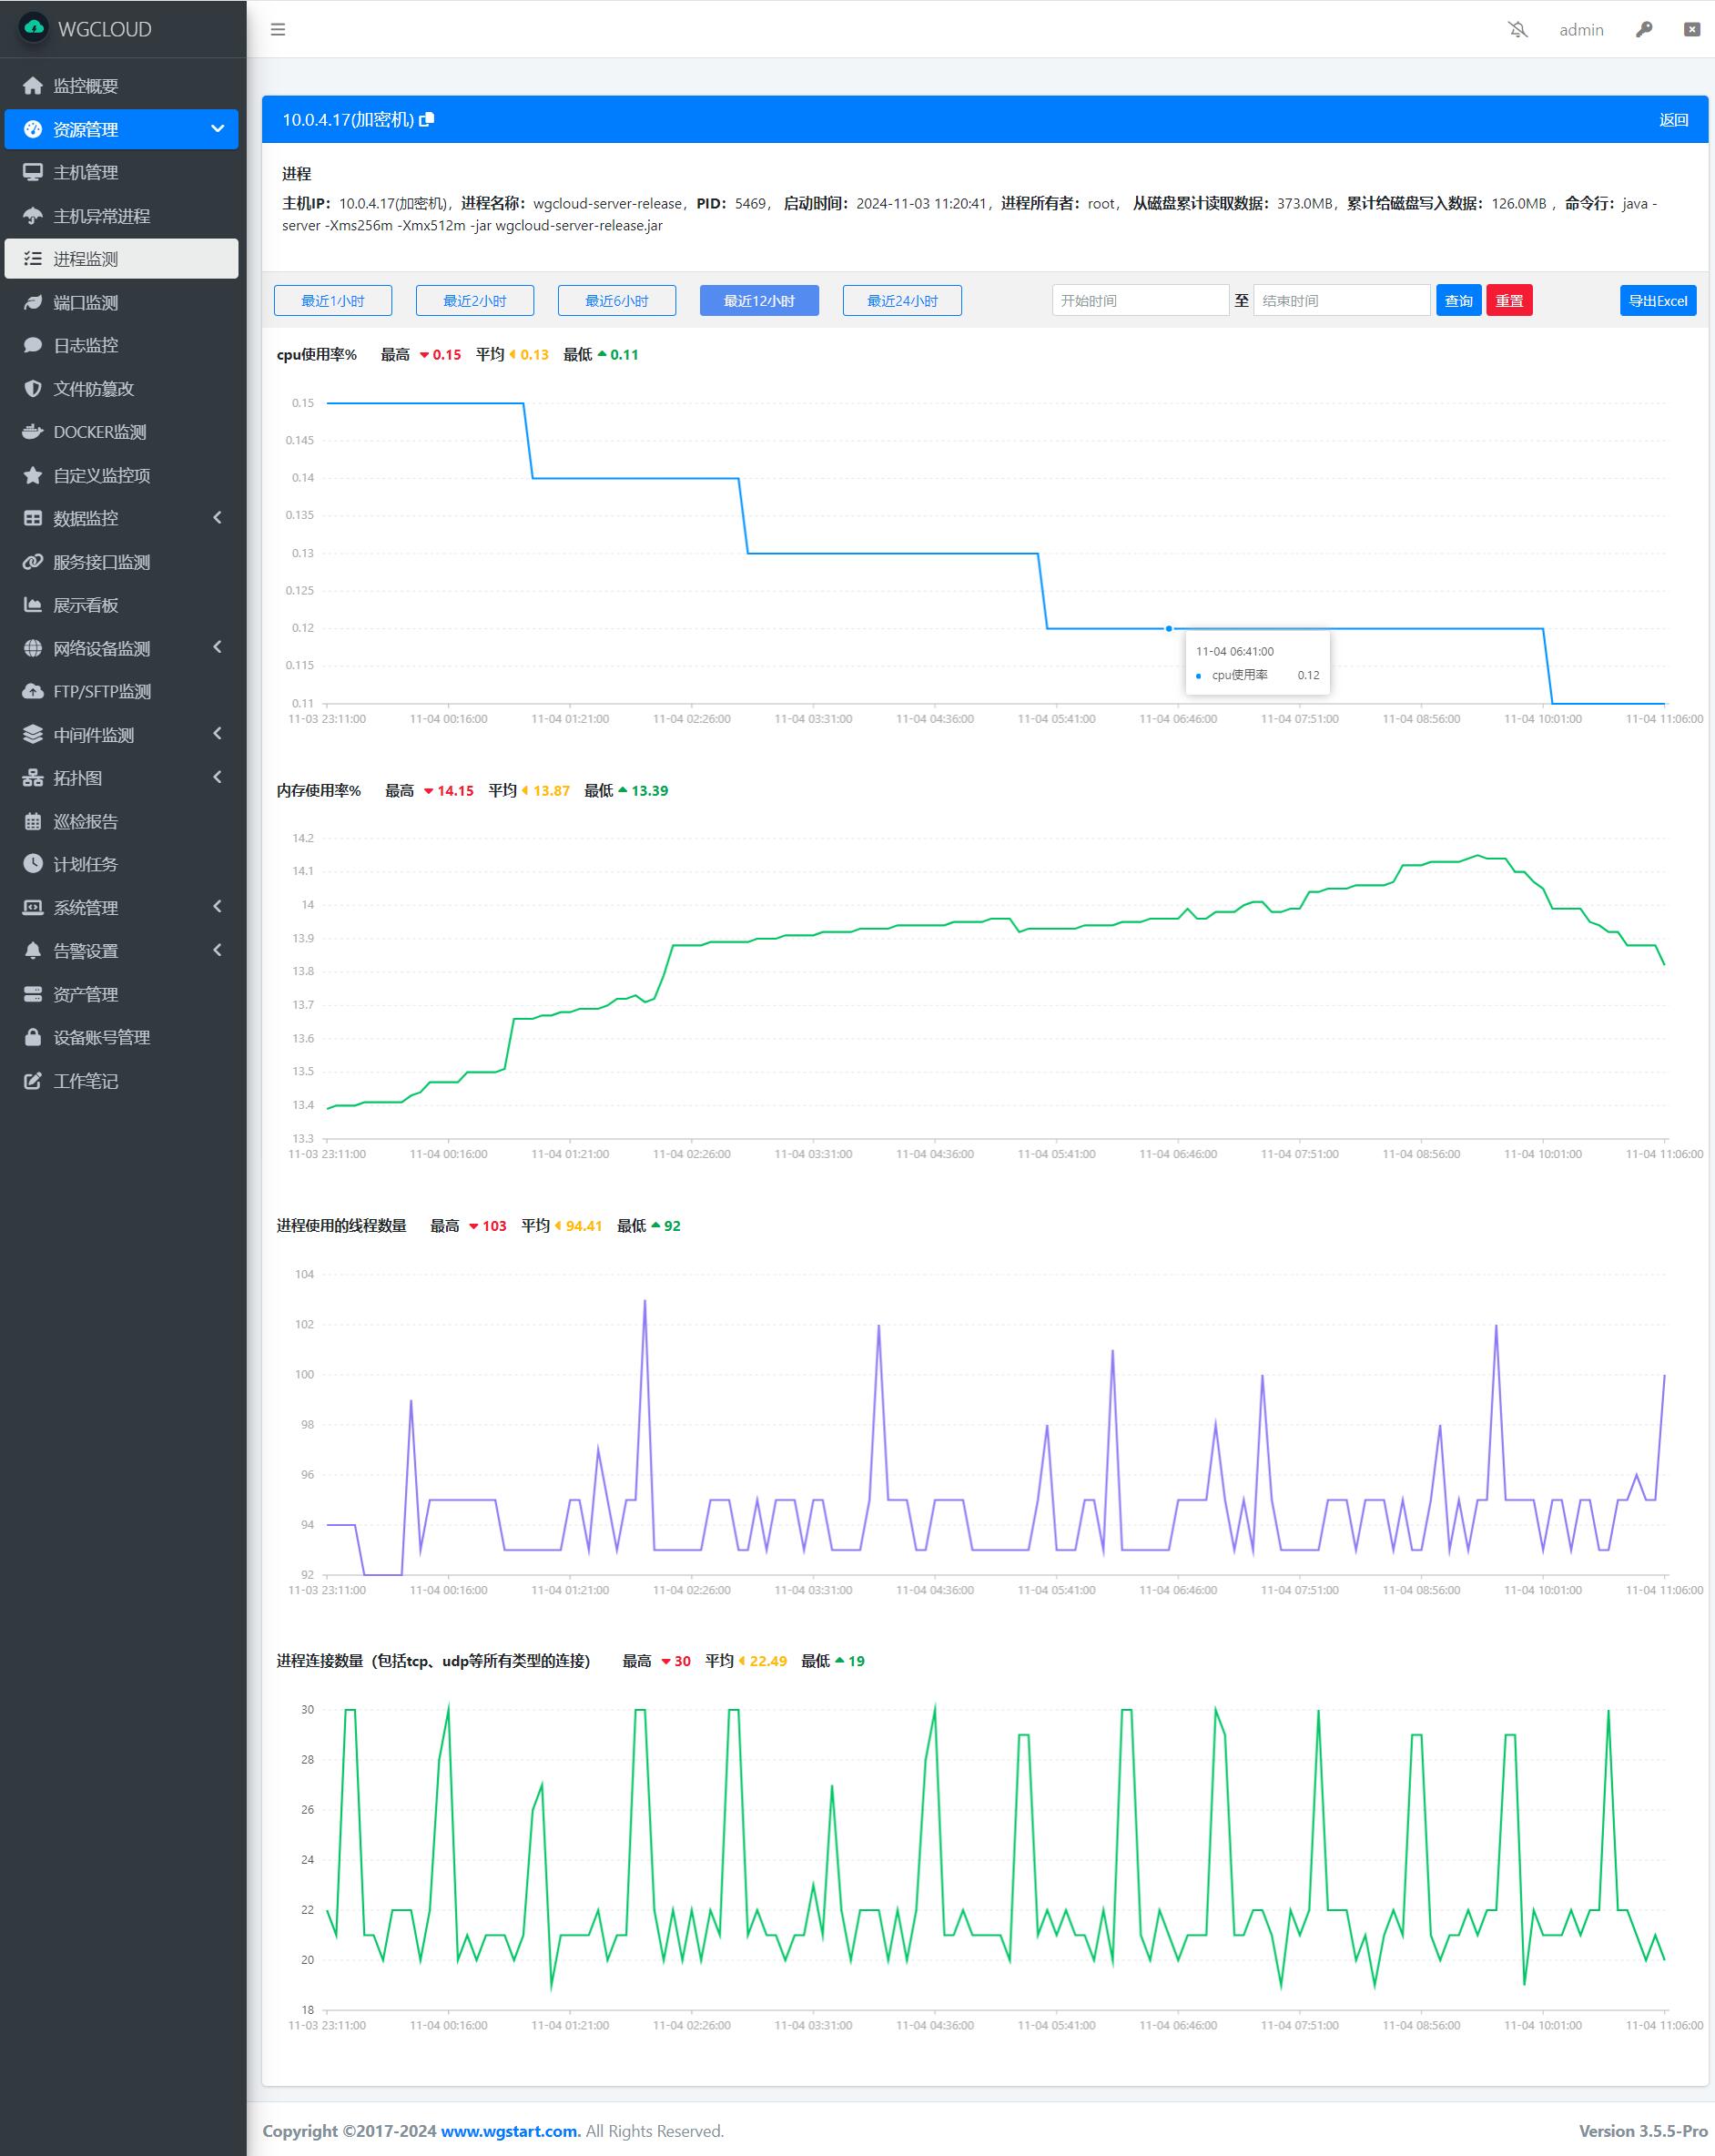 WGCLOUD
admin
监控概要
资源管理
主机管理
主机异常进程
进程监测
端口监测
日志监控
文件防篡改
DOCKER监测
自定义监控项
数据监控
服务接口监测
展示看板
网络设备监测
FTP/SFTP监测
中间件监测
拓扑图
巡检报告
计划任务
系统管理
告警设置
资产管理
设备账号管理
工作笔记
10.0.4.17(加密机) 返回
进程
主机IP：10.0.4.17(加密机)，进程名称：wgcloud-server-release，PID：5469， 启动时间：2024-11-03 11:20:41，进程所有者：root， 从磁盘累计读取数据：373.0MB，累计给磁盘写入数据：126.0MB ，命令行：java -
server -Xms256m -Xmx512m -jar wgcloud-server-release.jar
最近1小时 最近2小时 最近6小时 最近12小时 最近24小时 开始时间 至 结束时间 查询 重置 导出Excel
cpu使用率% 最高 0.15 平均 0.13 最低 0.11
0.15
0.145
0.14
0.135
0.13
0.125
0.12
0.115
0.11
11-04 06:41:00
cpu使用率 0.12
11-03 23:11:00 11-04 00:16:00 11-04 01:21:00 11-04 02:26:00 11-04 03:31:00 11-04 04:36:00 11-04 05:41:00 11-04 06:46:00 11-04 07:51:00 11-04 08:56:00 11-04 10:01:00 11-04 11:06:00
内存使用率% 最高 14.15 平均 13.87 最低 13.39
14.2
14.1
14
13.9
13.8
13.7
13.6
13.5
13.4
13.3
11-03 23:11:00 11-04 00:16:00 11-04 01:21:00 11-04 02:26:00 11-04 03:31:00 11-04 04:36:00 11-04 05:41:00 11-04 06:46:00 11-04 07:51:00 11-04 08:56:00 11-04 10:01:00 11-04 11:06:00
进程使用的线程数量 最高 103 平均 94.41 最低 92
104
102
100
98
96
94
92
11-03 23:11:00 11-04 00:16:00 11-04 01:21:00 11-04 02:26:00 11-04 03:31:00 11-04 04:36:00 11-04 05:41:00 11-04 06:46:00 11-04 07:51:00 11-04 08:56:00 11-04 10:01:00 11-04 11:06:00
进程连接数量（包括tcp、udp等所有类型的连接） 最高 30 平均 22.49 最低 19
30
28
26
24
22
20
18
11-03 23:11:00 11-04 00:16:00 11-04 01:21:00 11-04 02:26:00 11-04 03:31:00 11-04 04:36:00 11-04 05:41:00 11-04 06:46:00 11-04 07:51:00 11-04 08:56:00 11-04 10:01:00 11-04 11:06:00
Copyright ©2017-2024 www.wgstart.com. All Rights Reserved. Version 3.5.5-Pro